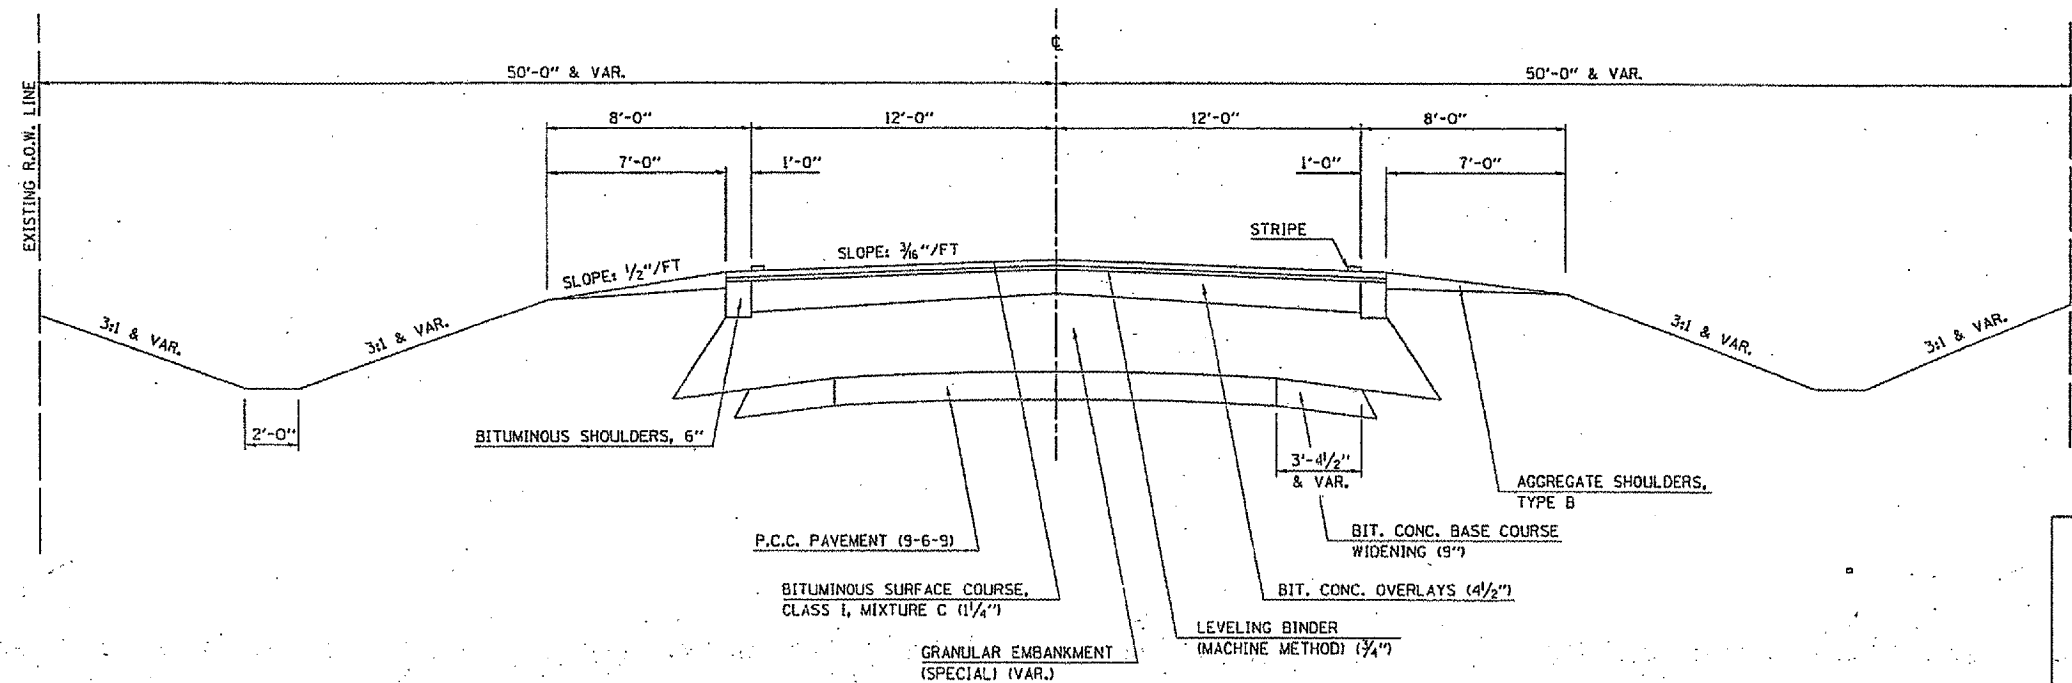 ℄
50'-0" & VAR.
50'-0" & VAR.
EXISTING R.O.W. LINE
8'-0"
12'-0"
12'-0"
8'-0"
7'-0"
1'-0"
1'-0"
7'-0"
STRIPE
SLOPE: 1/2"/FT
SLOPE: 3/16"/FT
3:1 & VAR.
3:1 & VAR.
3:1 & VAR.
3:1 & VAR.
2'-0"
BITUMINOUS SHOULDERS, 6"
3'-4 1/2"
& VAR.
AGGREGATE SHOULDERS,
TYPE B
P.C.C. PAVEMENT (9-6-9)
BIT. CONC. BASE COURSE
WIDENING (9")
BITUMINOUS SURFACE COURSE,
CLASS I, MIXTURE C (1 1/4")
BIT. CONC. OVERLAYS (4 1/2")
LEVELING BINDER
(MACHINE METHOD) (3/4")
GRANULAR EMBANKMENT
(SPECIAL) (VAR.)